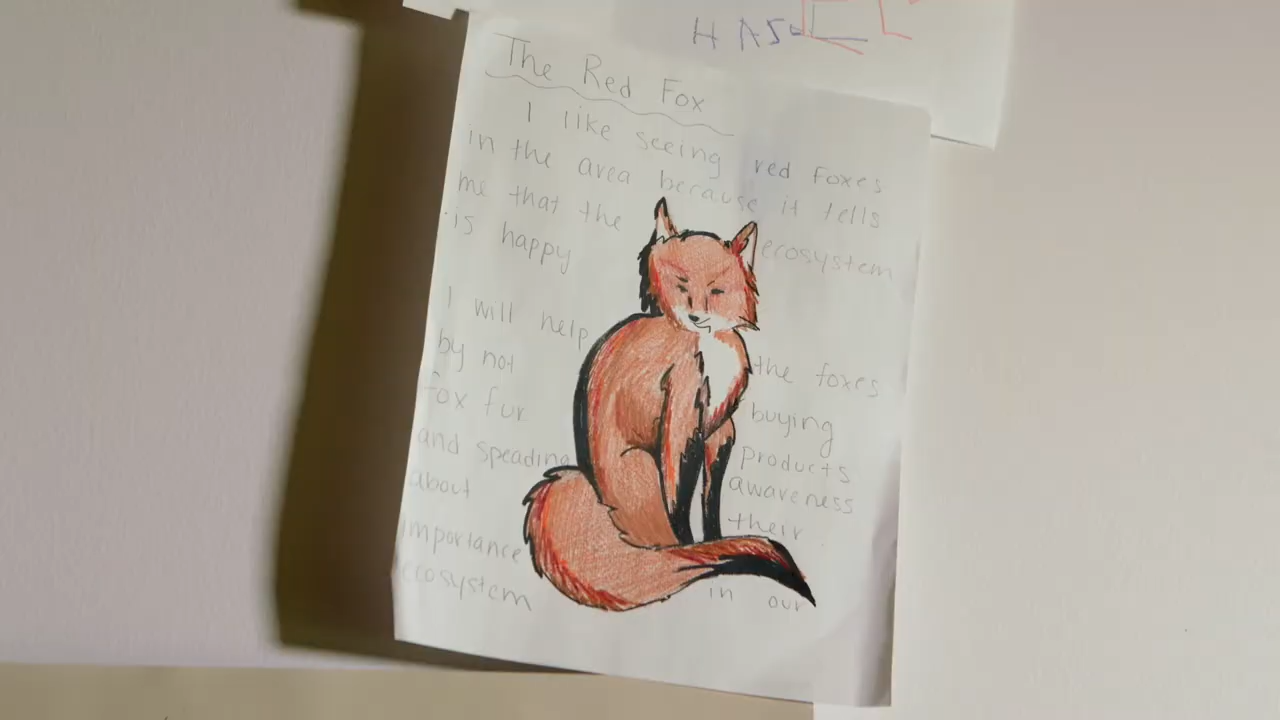 HAS
The Red Fox
I like seeing red foxes
in the area because it tells
me that the ecosystem
is happy
I will help the foxes
by not buying
fox fur products
and speading awareness
about their
importance in our
ecosystem